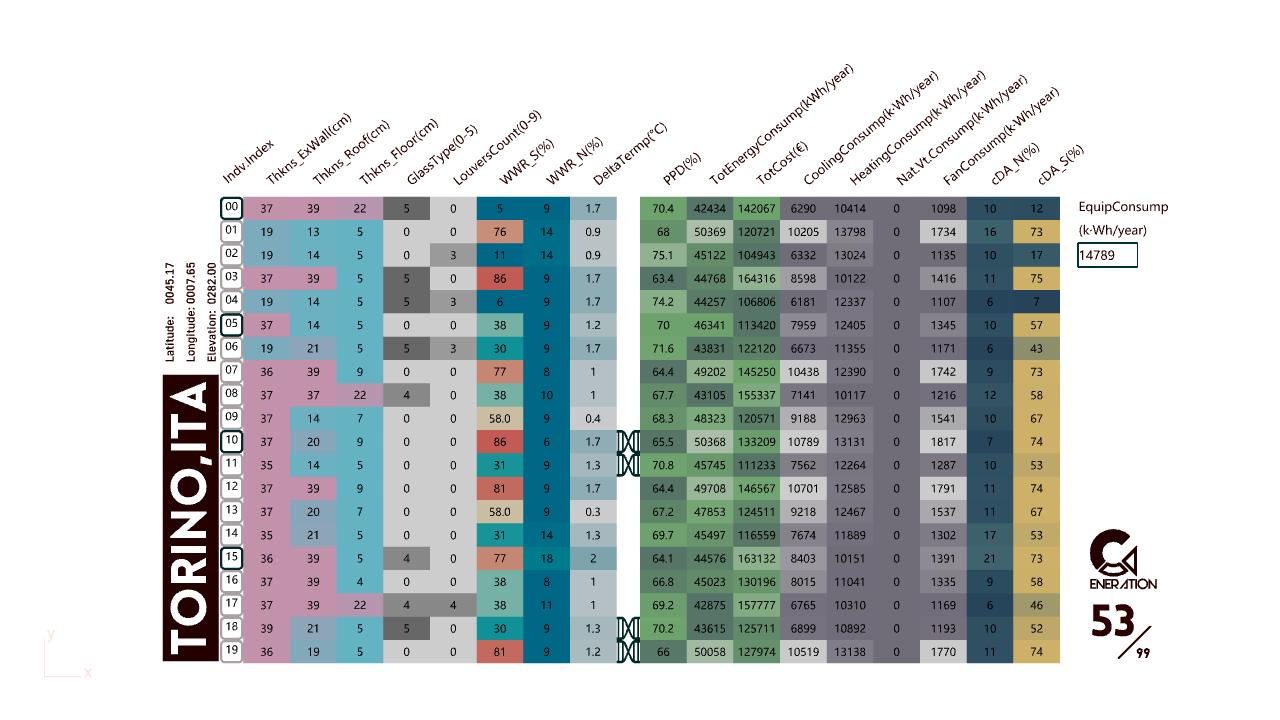 Indv.Index Thkns_ExWall(cm) Thkns_Roof(cm) Thkns_Floor(cm) GlassType(0-5) LouversCount(0-9) WWR_S(%) WWR_N(%) DeltaTermp(°C) PPD(%) TotEnergyConsump(kWh/year) TotCost(€) CoolingConsump(k·Wh/year) HeatingConsump(k·Wh/year) Nat.Vt.Consump(k·Wh/year) FanConsump(k·Wh/year) cDA_N(%) cDA_S(%)
00 37 39 22 5 0 5 9 1.7 70.4 42434 142067 6290 10414 0 1098 10 12
01 19 13 5 0 0 76 14 0.9 68 50369 120721 10205 13798 0 1734 16 73
02 19 14 5 0 3 11 14 0.9 75.1 45122 104943 6332 13024 0 1135 10 17
03 37 39 5 5 0 86 9 1.7 63.4 44768 164316 8598 10122 0 1416 11 75
04 19 14 5 5 3 6 9 1.7 74.2 44257 106806 6181 12337 0 1107 6 7
05 37 14 5 0 0 38 9 1.2 70 46341 113420 7959 12405 0 1345 10 57
06 19 21 5 5 3 30 9 1.7 71.6 43831 122120 6673 11355 0 1171 6 43
07 36 39 9 0 0 77 8 1 64.4 49202 145250 10438 12390 0 1742 9 73
08 37 37 22 4 0 38 10 1 67.7 43105 155337 7141 10117 0 1216 12 58
09 37 14 7 0 0 58.0 9 0.4 68.3 48323 120571 9188 12963 0 1541 10 67
10 37 20 9 0 0 86 6 1.7 65.5 50368 133209 10789 13131 0 1817 7 74
11 35 14 5 0 0 31 9 1.3 70.8 45745 111233 7562 12264 0 1287 10 53
12 37 39 9 0 0 81 9 1.7 64.4 49708 146567 10701 12585 0 1791 11 74
13 37 20 7 0 0 58.0 9 0.3 67.2 47853 124511 9218 12467 0 1537 11 67
14 35 21 5 0 0 31 14 1.3 69.7 45497 116559 7674 11889 0 1302 17 53
15 36 39 5 4 0 77 18 2 64.1 44576 163132 8403 10151 0 1391 21 73
16 37 39 4 0 0 38 8 1 66.8 45023 130196 8015 11041 0 1335 9 58
17 37 39 22 4 4 38 11 1 69.2 42875 157777 6765 10310 0 1169 6 46
18 39 21 5 5 0 30 9 1.3 70.2 43615 125711 6899 10892 0 1193 10 52
19 36 19 5 0 0 81 9 1.2 66 50058 127974 10519 13138 0 1770 11 74
EquipConsump
(k·Wh/year)
14789
Latitude: 0045.17
Longitude: 0007.65
Elevation: 0282.00
TORINO,ITA
ENERATION
53/99
y
x